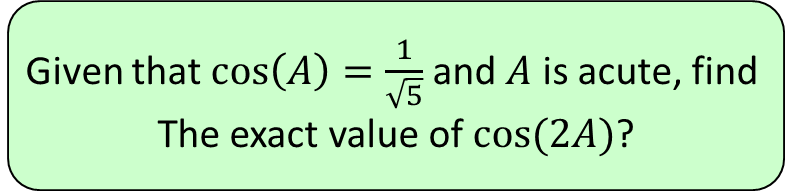 Given that cos(𝐴) = 1/√5 and 𝐴 is acute, find
The exact value of cos(2𝐴)?